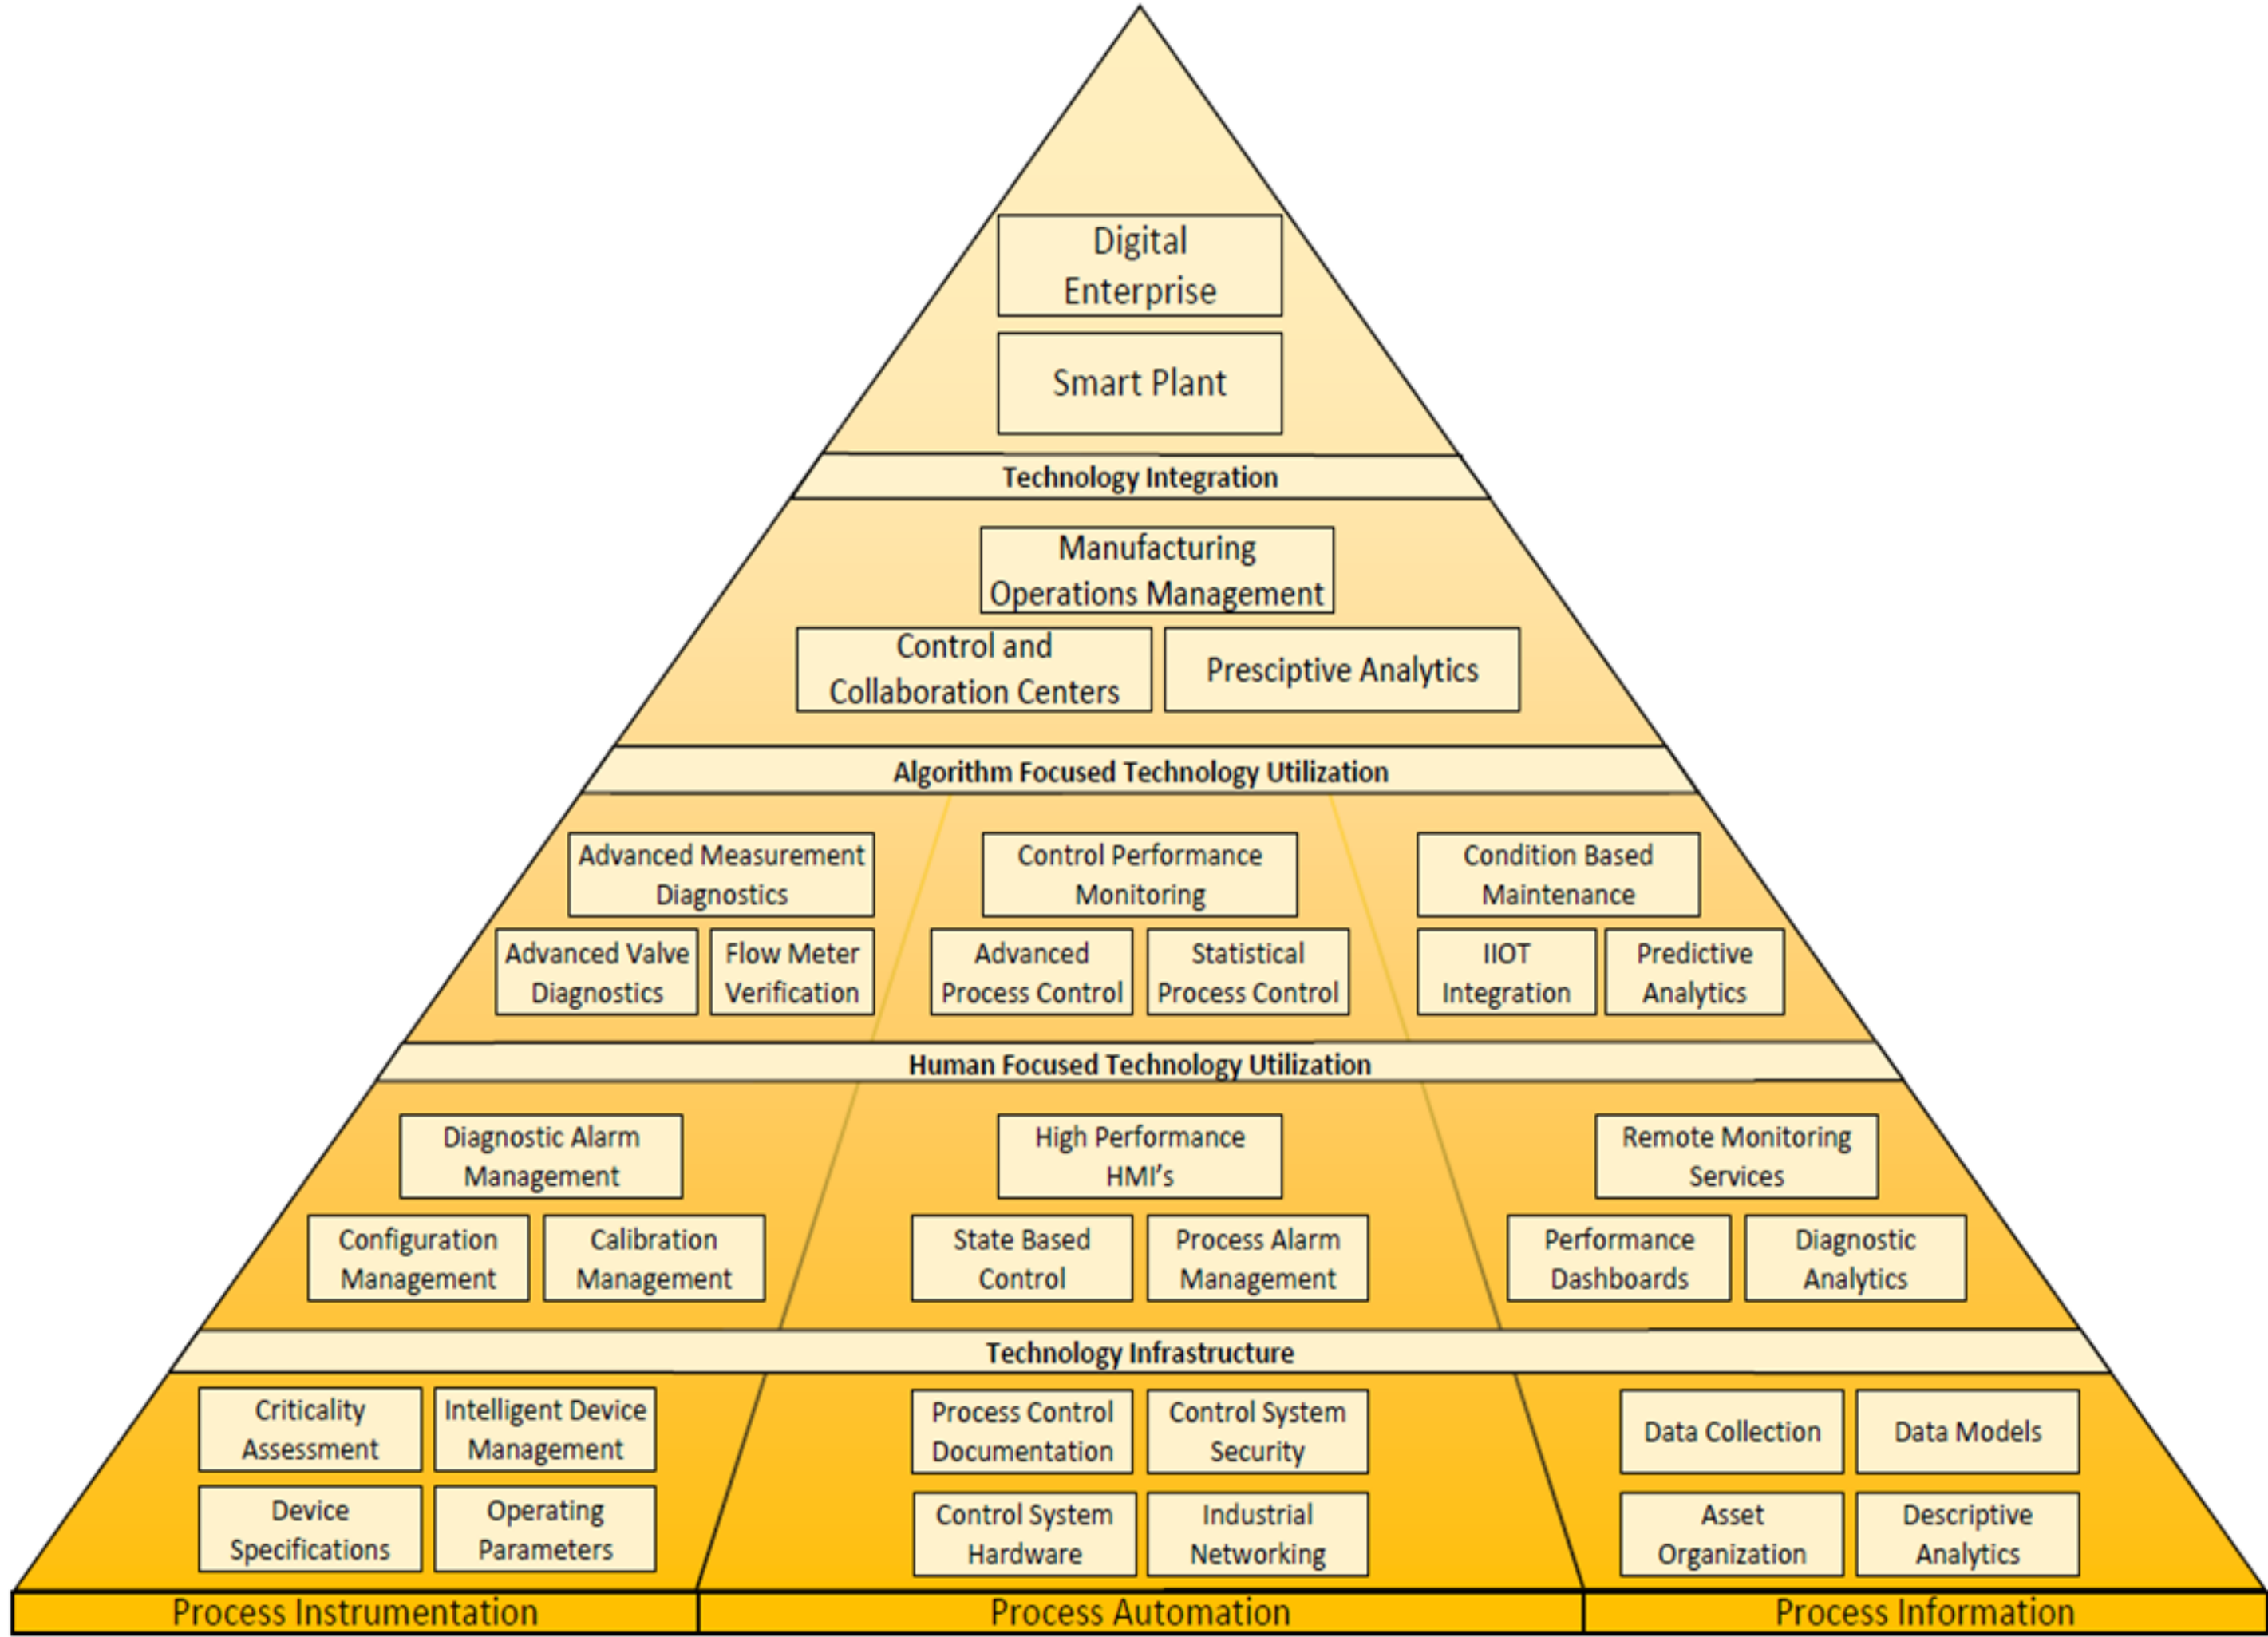 Digital
Enterprise
Smart Plant
Technology Integration
Manufacturing
Operations Management
Control and
Collaboration Centers
Presciptive Analytics
Algorithm Focused Technology Utilization
Advanced Measurement
Diagnostics
Control Performance
Monitoring
Condition Based
Maintenance
Advanced Valve
Diagnostics
Flow Meter
Verification
Advanced
Process Control
Statistical
Process Control
IIOT
Integration
Predictive
Analytics
Human Focused Technology Utilization
Diagnostic Alarm
Management
High Performance
HMI's
Remote Monitoring
Services
Configuration
Management
Calibration
Management
State Based
Control
Process Alarm
Management
Performance
Dashboards
Diagnostic
Analytics
Technology Infrastructure
Criticality
Assessment
Intelligent Device
Management
Process Control
Documentation
Control System
Security
Data Collection
Data Models
Device
Specifications
Operating
Parameters
Control System
Hardware
Industrial
Networking
Asset
Organization
Descriptive
Analytics
Process Instrumentation
Process Automation
Process Information